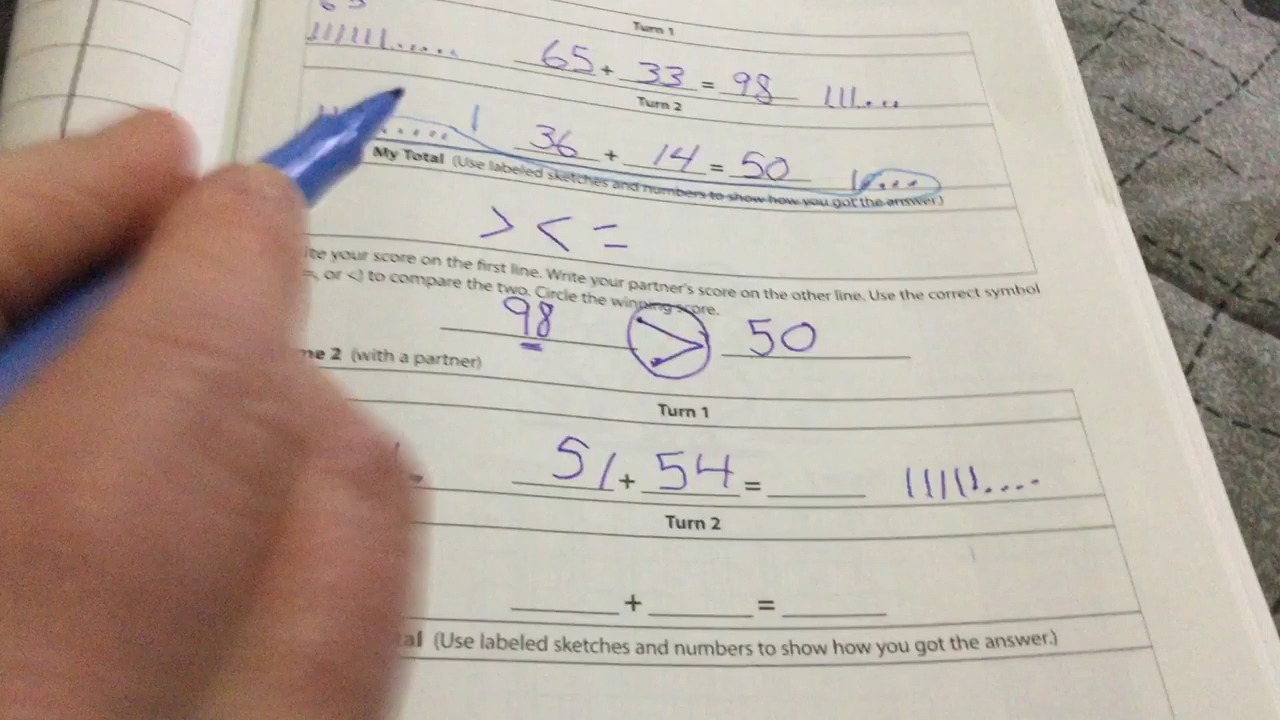 Turn 1
65 + 33 = 98
Turn 2
36 + 14 = 50
My Total (Use labeled sketches and numbers to show how you got the answer.)
> < =
your score on the first line. Write your partner's score on the other line. Use the correct symbol
=, or <) to compare the two. Circle the winning score.
98 > 50
2 (with a partner)
Turn 1
51 + 54 =
Turn 2
+ =
(Use labeled sketches and numbers to show how you got the answer.)